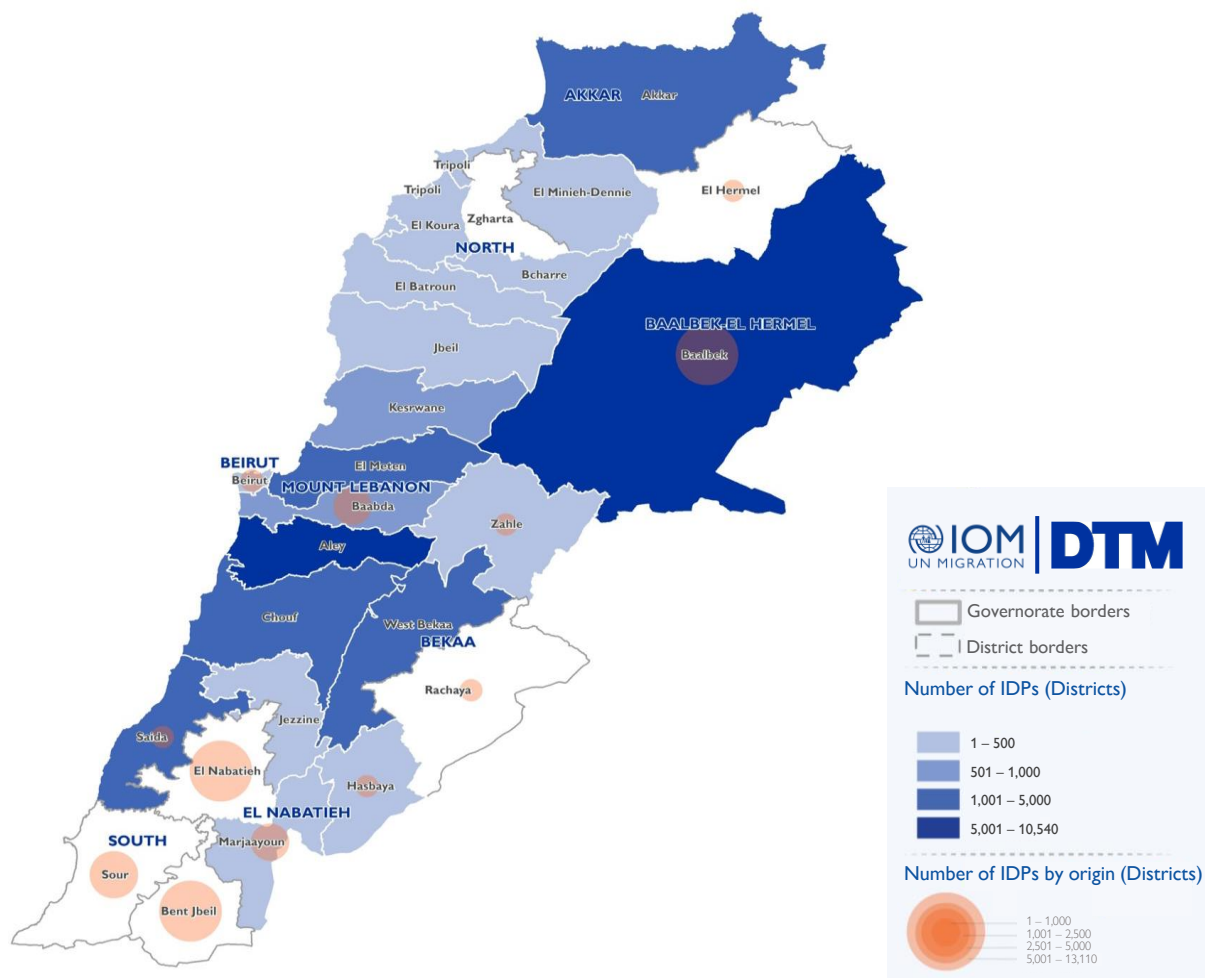 AKKAR
Akkar
Tripoli
El Minieh-Dennie
El Hermel
Tripoli
El Koura
Zgharta
NORTH
Bcharre
El Batroun
BAALBEK-EL HERMEL
Jbeil
Baalbek
Kesrwane
BEIRUT
El Meten
Beirut
MOUNT LEBANON
Baabda
Zahle
Aley
Chouf
West Bekaa
BEKAA
Rachaya
Jezzine
Saida
El Nabatieh
Hasbaya
EL NABATIEH
SOUTH
Marjaayoun
Sour
Bent Jbeil
IOM
UN MIGRATION
DTM
Governorate borders
District borders
Number of IDPs (Districts)
1 – 500
501 – 1,000
1,001 – 5,000
5,001 – 10,540
Number of IDPs by origin (Districts)
1 – 1,000
1,001 – 2,500
2,501 – 5,000
5,001 – 13,110